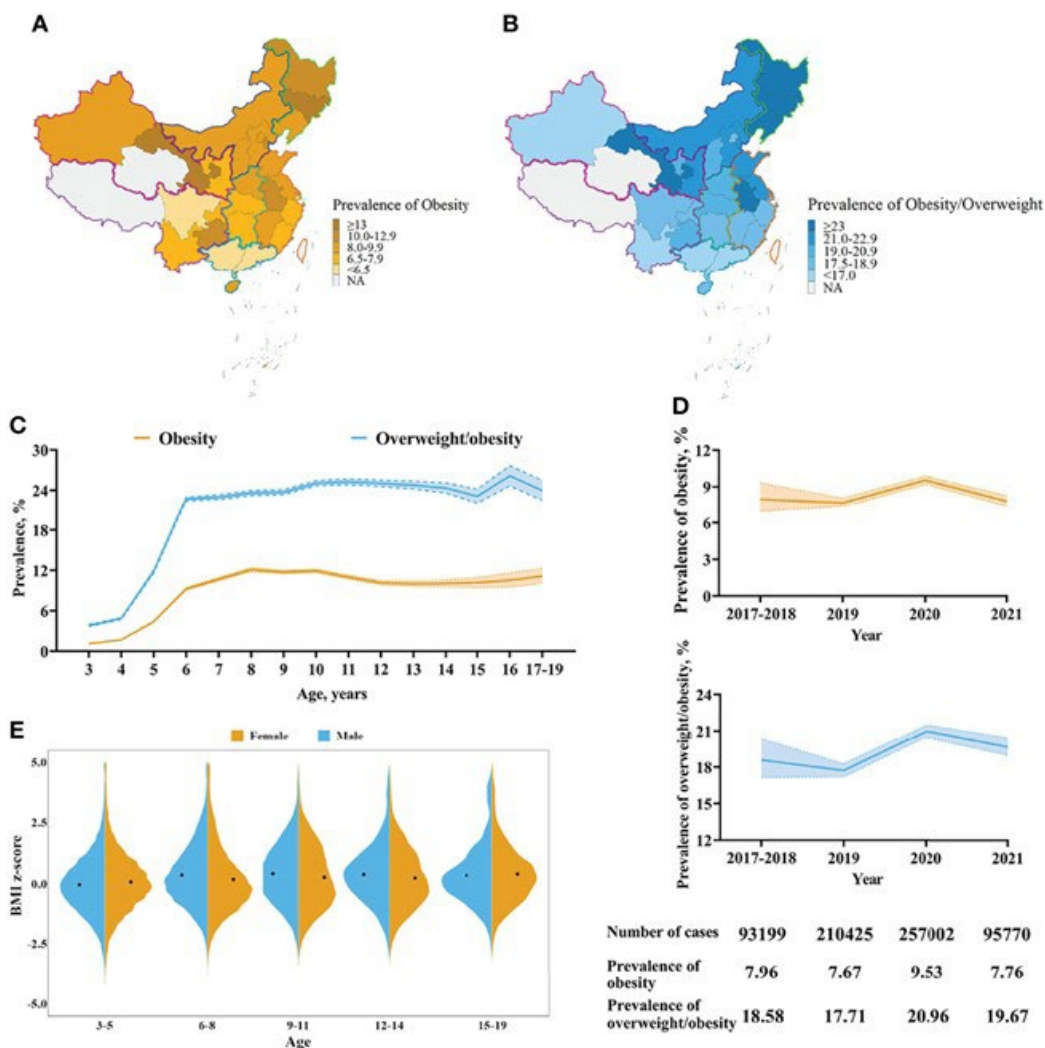 A
B
Prevalence of Obesity
≥13
10.0-12.9
8.0-9.9
6.5-7.9
<6.5
NA
Prevalence of Obesity/Overweight
≥23
21.0-22.9
19.0-20.9
17.5-18.9
<17.0
NA
C
Obesity
Overweight/obesity
30
24
18
12
6
0
Prevalence, %
3 4 5 6 7 8 9 10 11 12 13 14 15 16 17-19
Age, years
D
Prevalence of obesity, %
12
9
6
3
0
2017-2018 2019 2020 2021
Year
Prevalence of overweight/obesity, %
24
21
18
15
12
2017-2018 2019 2020 2021
Year
E
Female Male
BMI z-score
5.0
2.5
0.0
-2.5
-5.0
3-5 6-8 9-11 12-14 15-19
Age
Number of cases 93199 210425 257002 95770
Prevalence of
obesity 7.96 7.67 9.53 7.76
Prevalence of
overweight/obesity 18.58 17.71 20.96 19.67